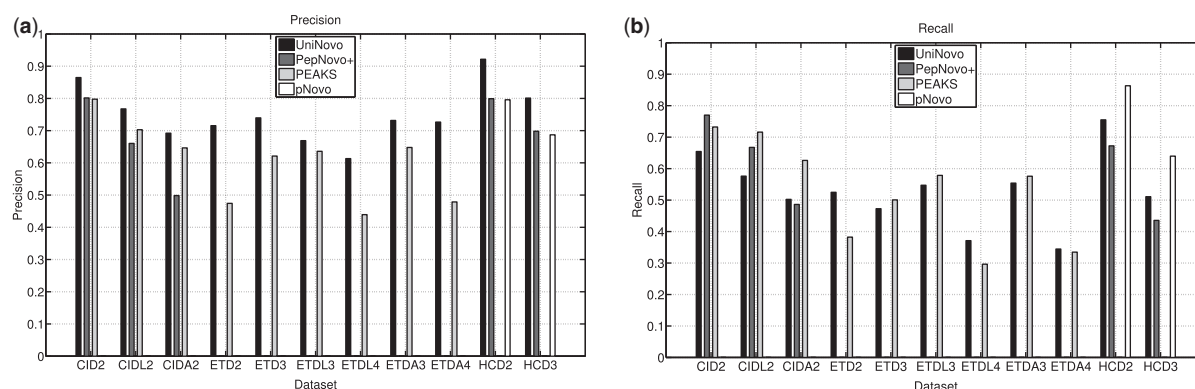 (a)
Precision
UniNovo
PepNovo+
PEAKS
pNovo
1
0.9
0.8
0.7
0.6
0.5
0.4
0.3
0.2
0.1
0
Precision
CID2 CIDL2 CIDA2 ETD2 ETD3 ETDL3 ETDL4 ETDA3 ETDA4 HCD2 HCD3
Dataset
(b)
Recall
UniNovo
PepNovo+
PEAKS
pNovo
1
0.9
0.8
0.7
0.6
0.5
0.4
0.3
0.2
0.1
0
Recall
CID2 CIDL2 CIDA2 ETD2 ETD3 ETDL3 ETDL4 ETDA3 ETDA4 HCD2 HCD3
Dataset